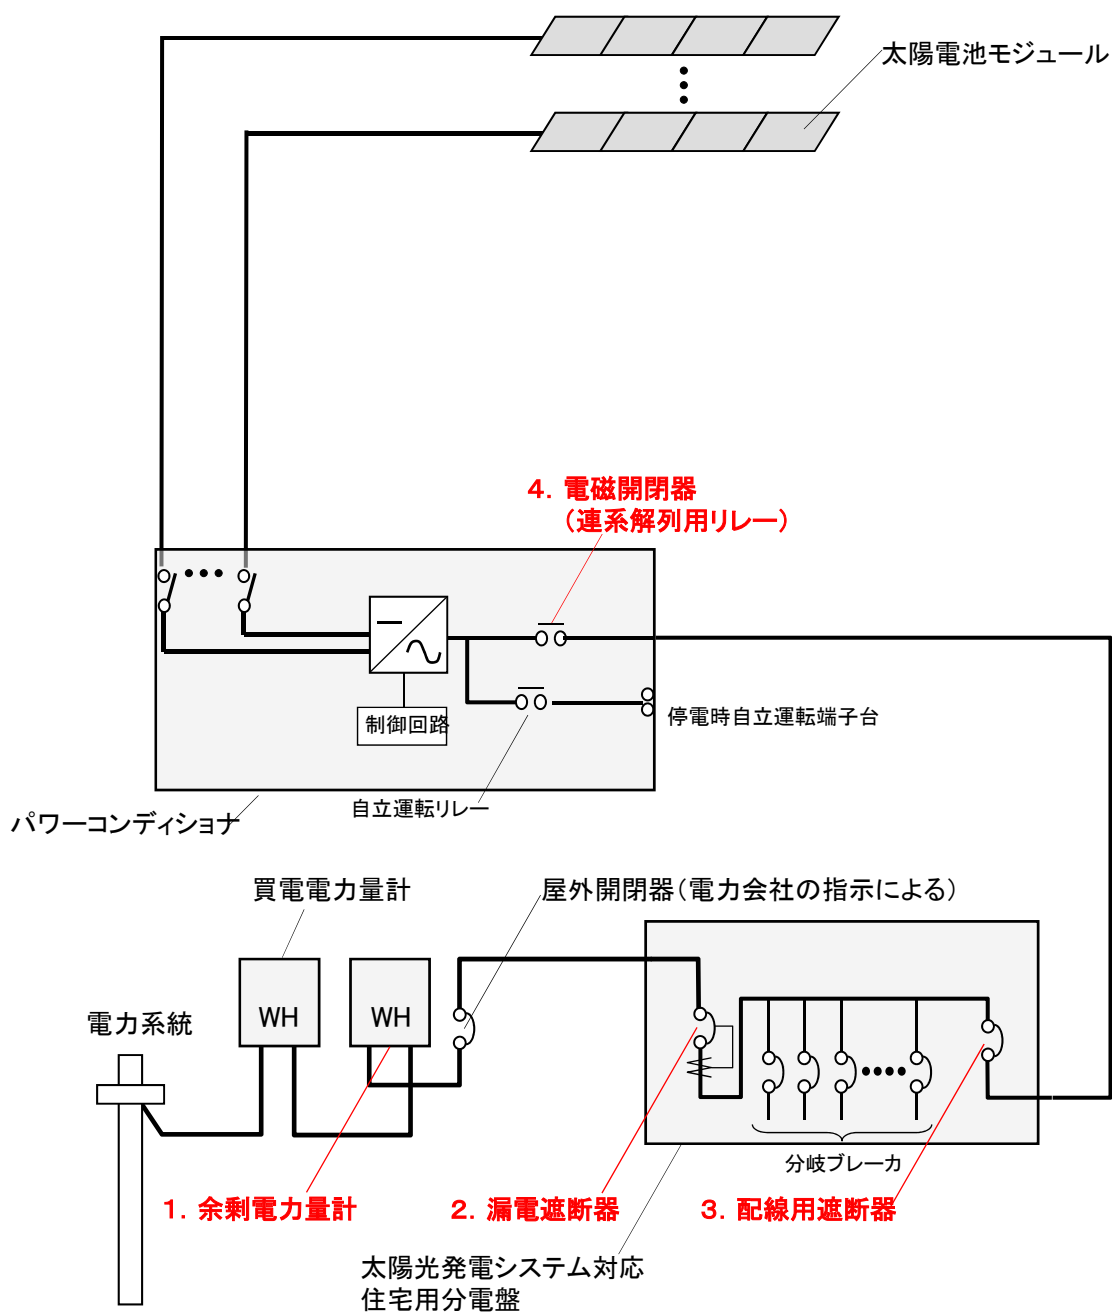 太陽電池モジュール
4. 電磁開閉器
（連系解列用リレー）
制御回路
停電時自立運転端子台
自立運転リレー
パワーコンディショナ
買電電力量計
屋外開閉器（電力会社の指示による）
WH
WH
電力系統
分岐ブレーカ
1. 余剰電力量計
2. 漏電遮断器
3. 配線用遮断器
太陽光発電システム対応
住宅用分電盤